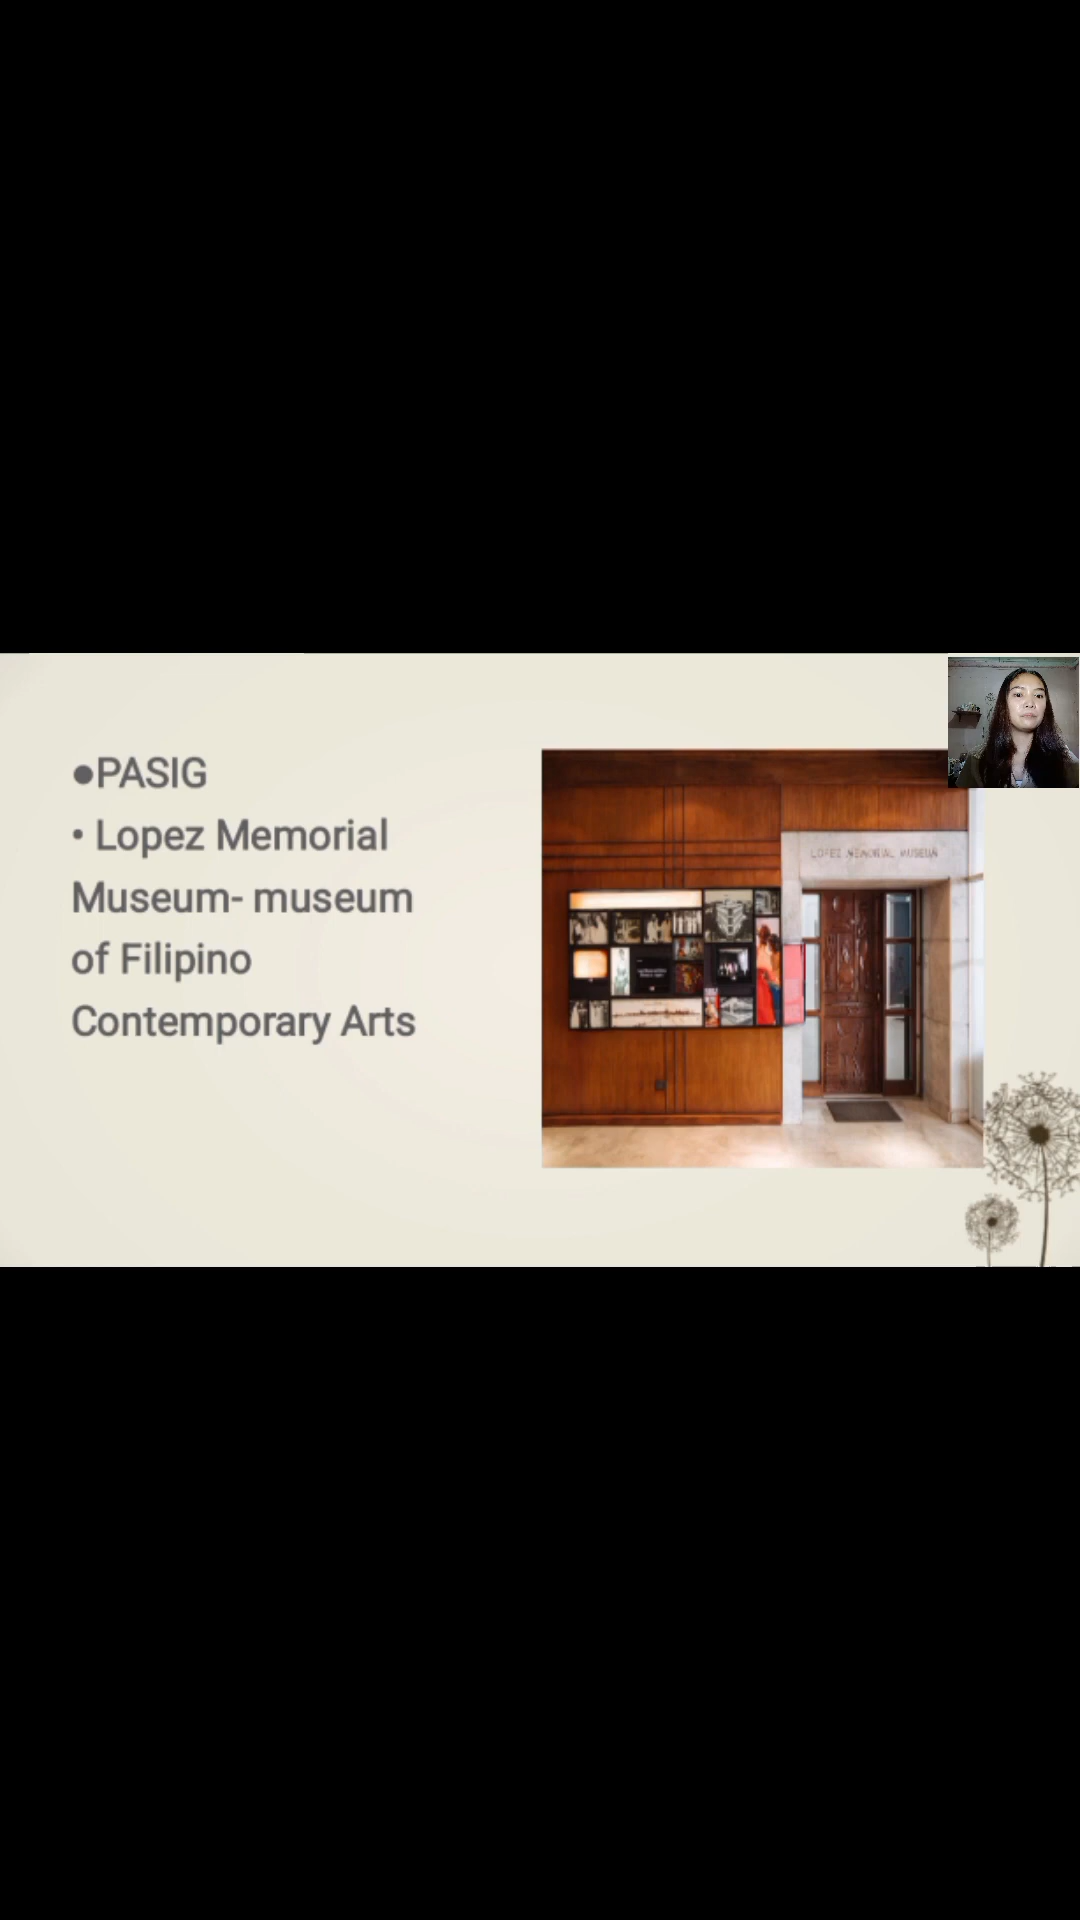 ●PASIG
• Lopez Memorial
Museum- museum
of Filipino
Contemporary Arts
LOPEZ MEMORIAL MUSEUM